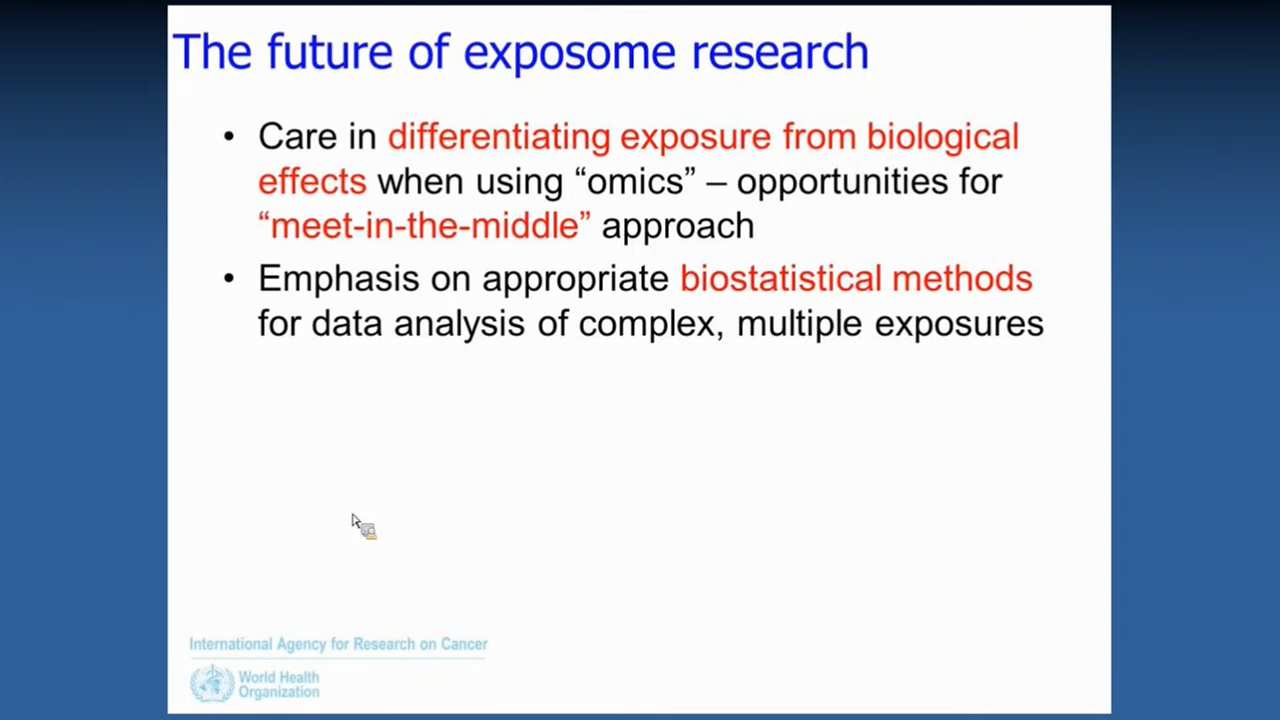 The future of exposome research
• Care in differentiating exposure from biological
effects when using “omics” – opportunities for
“meet-in-the-middle” approach
• Emphasis on appropriate biostatistical methods
for data analysis of complex, multiple exposures
International Agency for Research on Cancer
World Health
Organization